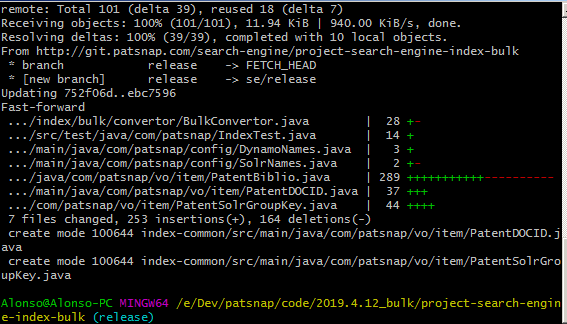 remote: Total 101 (delta 39), reused 18 (delta 7)
Receiving objects: 100% (101/101), 11.94 KiB | 940.00 KiB/s, done.
Resolving deltas: 100% (39/39), completed with 10 local objects.
From http://git.patsnap.com/search-engine/project-search-engine-index-bulk
 * branch            release    -> FETCH_HEAD
 * [new branch]      release    -> se/release
Updating 752f06d..ebc7596
Fast-forward
 .../index/bulk/convertor/BulkConvertor.java        |  28 +-
 .../src/test/java/com/patsnap/IndexTest.java       |  14 +
 .../main/java/com/patsnap/config/DynamoNames.java  |   3 +
 .../main/java/com/patsnap/config/SolrNames.java    |   2 +-
 .../java/com/patsnap/vo/item/PatentBiblio.java     | 289 +++++++++++----------
 .../main/java/com/patsnap/vo/item/PatentDOCID.java |  37 +++
 .../com/patsnap/vo/item/PatentSolrGroupKey.java    |  44 ++++
 7 files changed, 253 insertions(+), 164 deletions(-)
 create mode 100644 index-common/src/main/java/com/patsnap/vo/item/PatentDOCID.j
ava
 create mode 100644 index-common/src/main/java/com/patsnap/vo/item/PatentSolrGro
upKey.java
Alonso@Alonso-PC MINGW64 /e/Dev/patsnap/code/2019.4.12_bulk/project-search-engin
e-index-bulk (release)